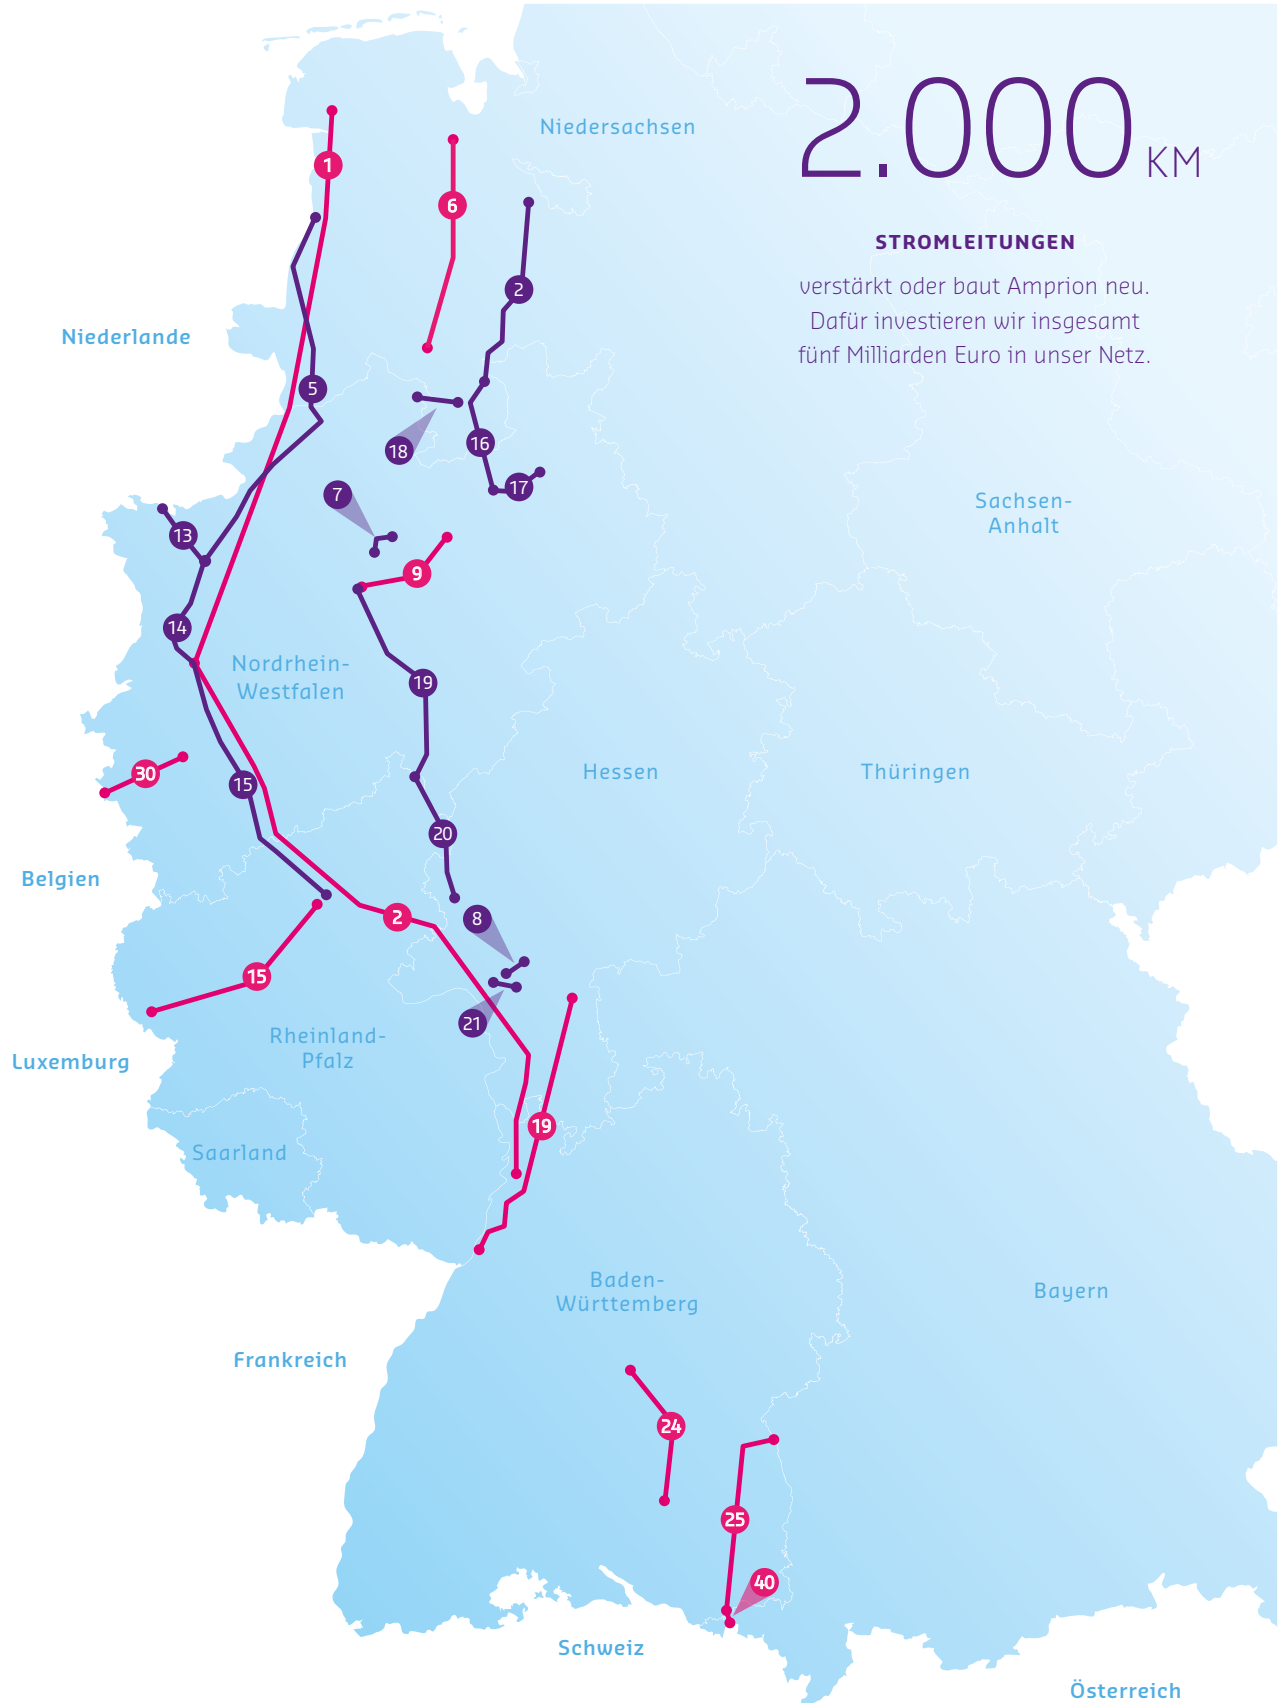 2.000 KM
STROMLEITUNGEN
verstärkt oder baut Amprion neu.
Dafür investieren wir insgesamt
fünf Milliarden Euro in unser Netz.
Niedersachsen
1
6
2
Niederlande
5
18
16
17
7
Sachsen-
Anhalt
13
9
14
Nordrhein-
Westfalen
19
30
15
Hessen
Thüringen
20
Belgien
2
8
15
21
Rheinland-
Pfalz
Luxemburg
19
Saarland
Baden-
Württemberg
Bayern
Frankreich
24
25
40
Schweiz
Österreich